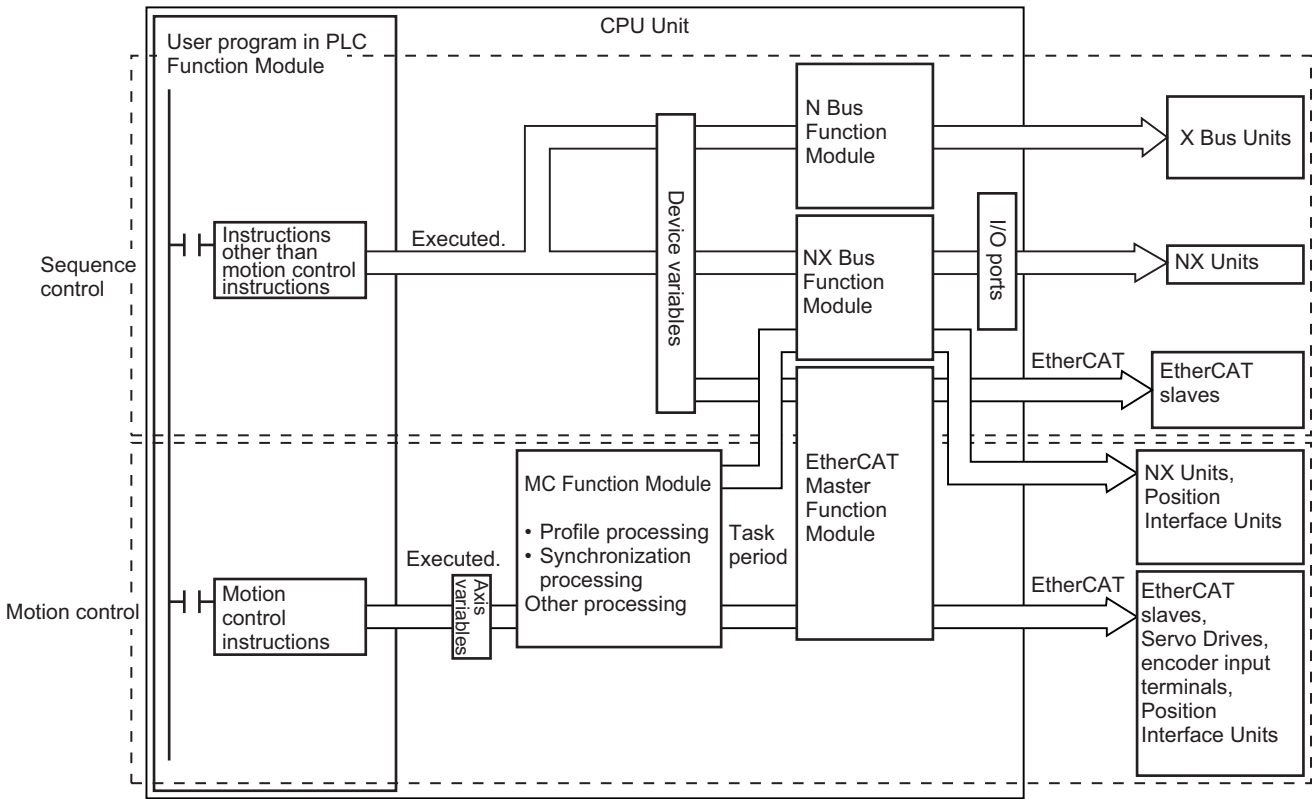 CPU Unit
User program in PLC
Function Module
N Bus
Function
Module
X Bus Units
Device variables
I/O ports
Instructions
other than
motion control
instructions
Executed.
NX Bus
Function
Module
NX Units
Sequence
control
EtherCAT
EtherCAT
slaves
MC Function Module
• Profile processing
• Synchronization
processing
Other processing
Task
period
EtherCAT
Master
Function
Module
NX Units,
Position
Interface Units
Executed.
Axis
variables
Motion control
Motion
control
instructions
EtherCAT
EtherCAT
slaves,
Servo Drives,
encoder input
terminals,
Position
Interface Units